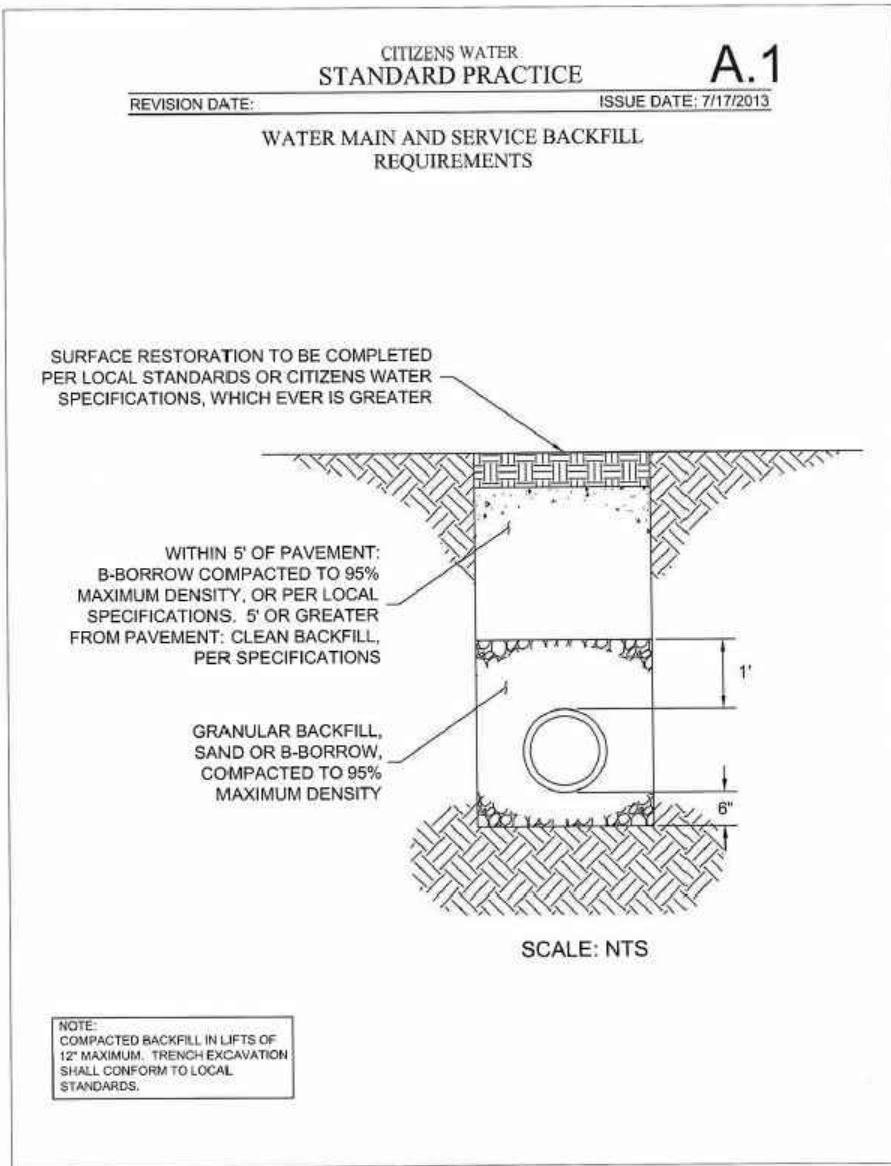 CITIZENS WATER
STANDARD PRACTICE
A.1
REVISION DATE:
ISSUE DATE: 7/17/2013
WATER MAIN AND SERVICE BACKFILL
REQUIREMENTS
SURFACE RESTORATION TO BE COMPLETED
PER LOCAL STANDARDS OR CITIZENS WATER
SPECIFICATIONS, WHICH EVER IS GREATER
WITHIN 5' OF PAVEMENT:
B-BORROW COMPACTED TO 95%
MAXIMUM DENSITY, OR PER LOCAL
SPECIFICATIONS. 5' OR GREATER
FROM PAVEMENT: CLEAN BACKFILL,
PER SPECIFICATIONS
1'
GRANULAR BACKFILL,
SAND OR B-BORROW,
COMPACTED TO 95%
MAXIMUM DENSITY
6"
SCALE: NTS
NOTE:
COMPACTED BACKFILL IN LIFTS OF
12" MAXIMUM. TRENCH EXCAVATION
SHALL CONFORM TO LOCAL
STANDARDS.